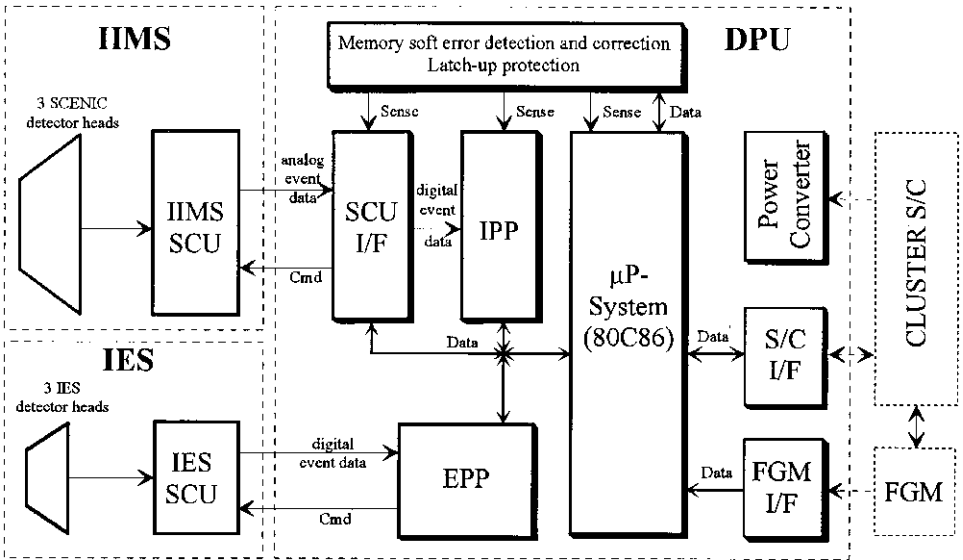 IIMS
DPU
Memory soft error detection and correction
Latch-up protection
3 SCENIC
detector heads
Sense
Sense
Sense
Data
analog
event
data
digital
event
data
IIMS
SCU
SCU
I/F
IPP
µP-
System
(80C86)
Power
Converter
CLUSTER S/C
Cmd
Data
Data
S/C
I/F
IES
3 IES
detector heads
IES
SCU
digital
event data
Cmd
EPP
Data
FGM
I/F
FGM